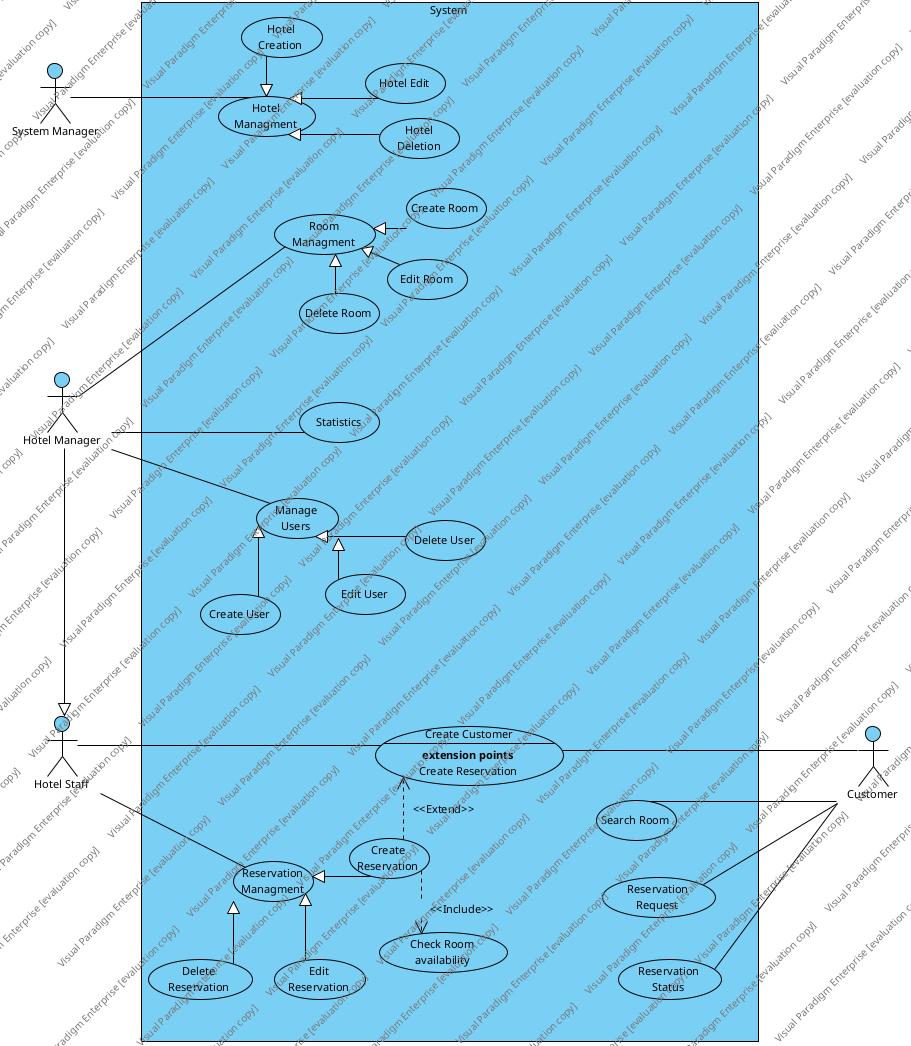 System
Hotel
Creation
Hotel Edit
System Manager
Hotel
Managment
Hotel
Deletion
Create Room
Room
Managment
Edit Room
Delete Room
Hotel Manager
Statistics
Manage
Users
Delete User
Edit User
Create User
Create Customer
extension points
Create Reservation
Hotel Staff
Customer
<<Extend>>
Search Room
Create
Reservation
Reservation
Managment
Reservation
Request
<<Include>>
Check Room
availability
Delete
Reservation
Edit
Reservation
Reservation
Status
Visual Paradigm Enterprise [evaluation copy]